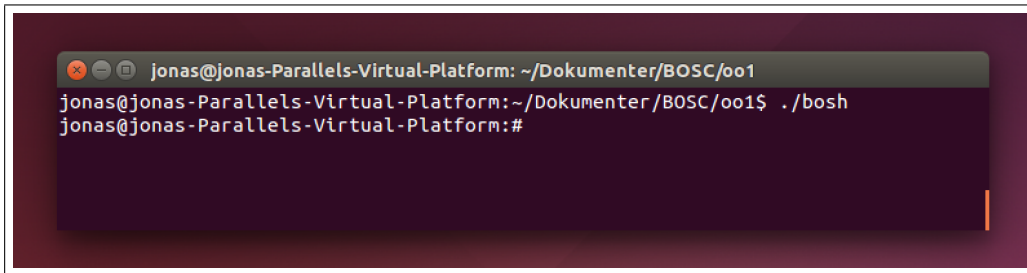 jonas@jonas-Parallels-Virtual-Platform: ~/Dokumenter/BOSC/oo1
jonas@jonas-Parallels-Virtual-Platform:~/Dokumenter/BOSC/oo1$ ./bosh
jonas@jonas-Parallels-Virtual-Platform:#